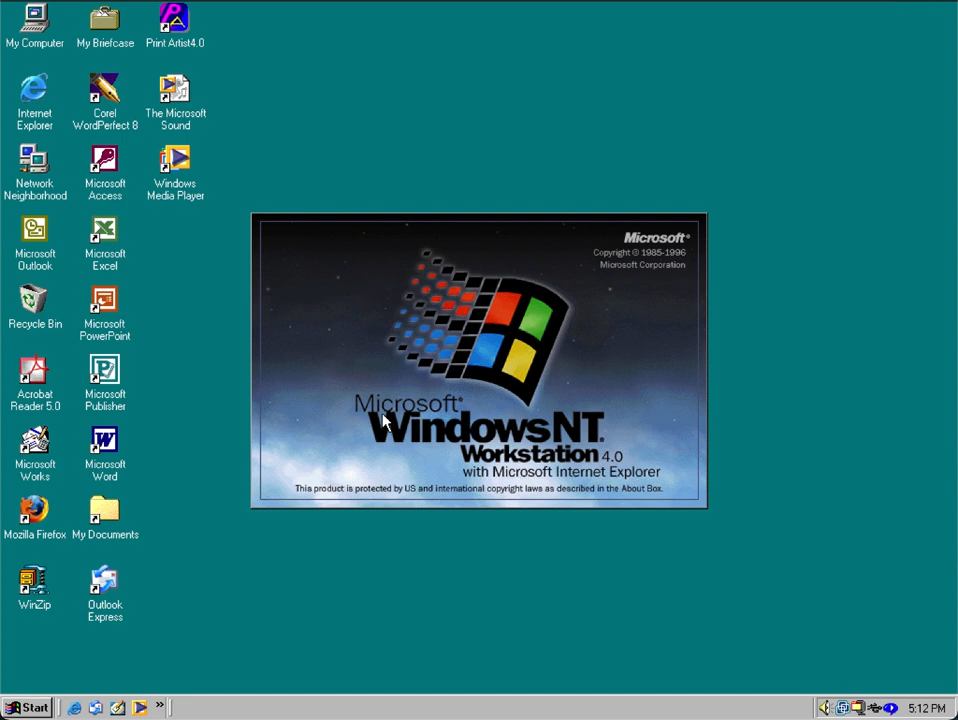 My Computer
My Briefcase
Print Artist4.0
Internet
Explorer
Corel
WordPerfect 8
The Microsoft
Sound
Network
Neighborhood
Microsoft
Access
Windows
Media Player
Microsoft
Outlook
Microsoft
Excel
Recycle Bin
Microsoft
PowerPoint
Acrobat
Reader 5.0
Microsoft
Publisher
Microsoft
Works
Microsoft
Word
Mozilla Firefox
My Documents
WinZip
Outlook
Express
Microsoft®
Copyright © 1985-1996
Microsoft Corporation
Microsoft®
Windows NT®
Workstation 4.0
with Microsoft Internet Explorer
This product is protected by US and international copyright laws as described in the About Box.
Start
»
5:12 PM